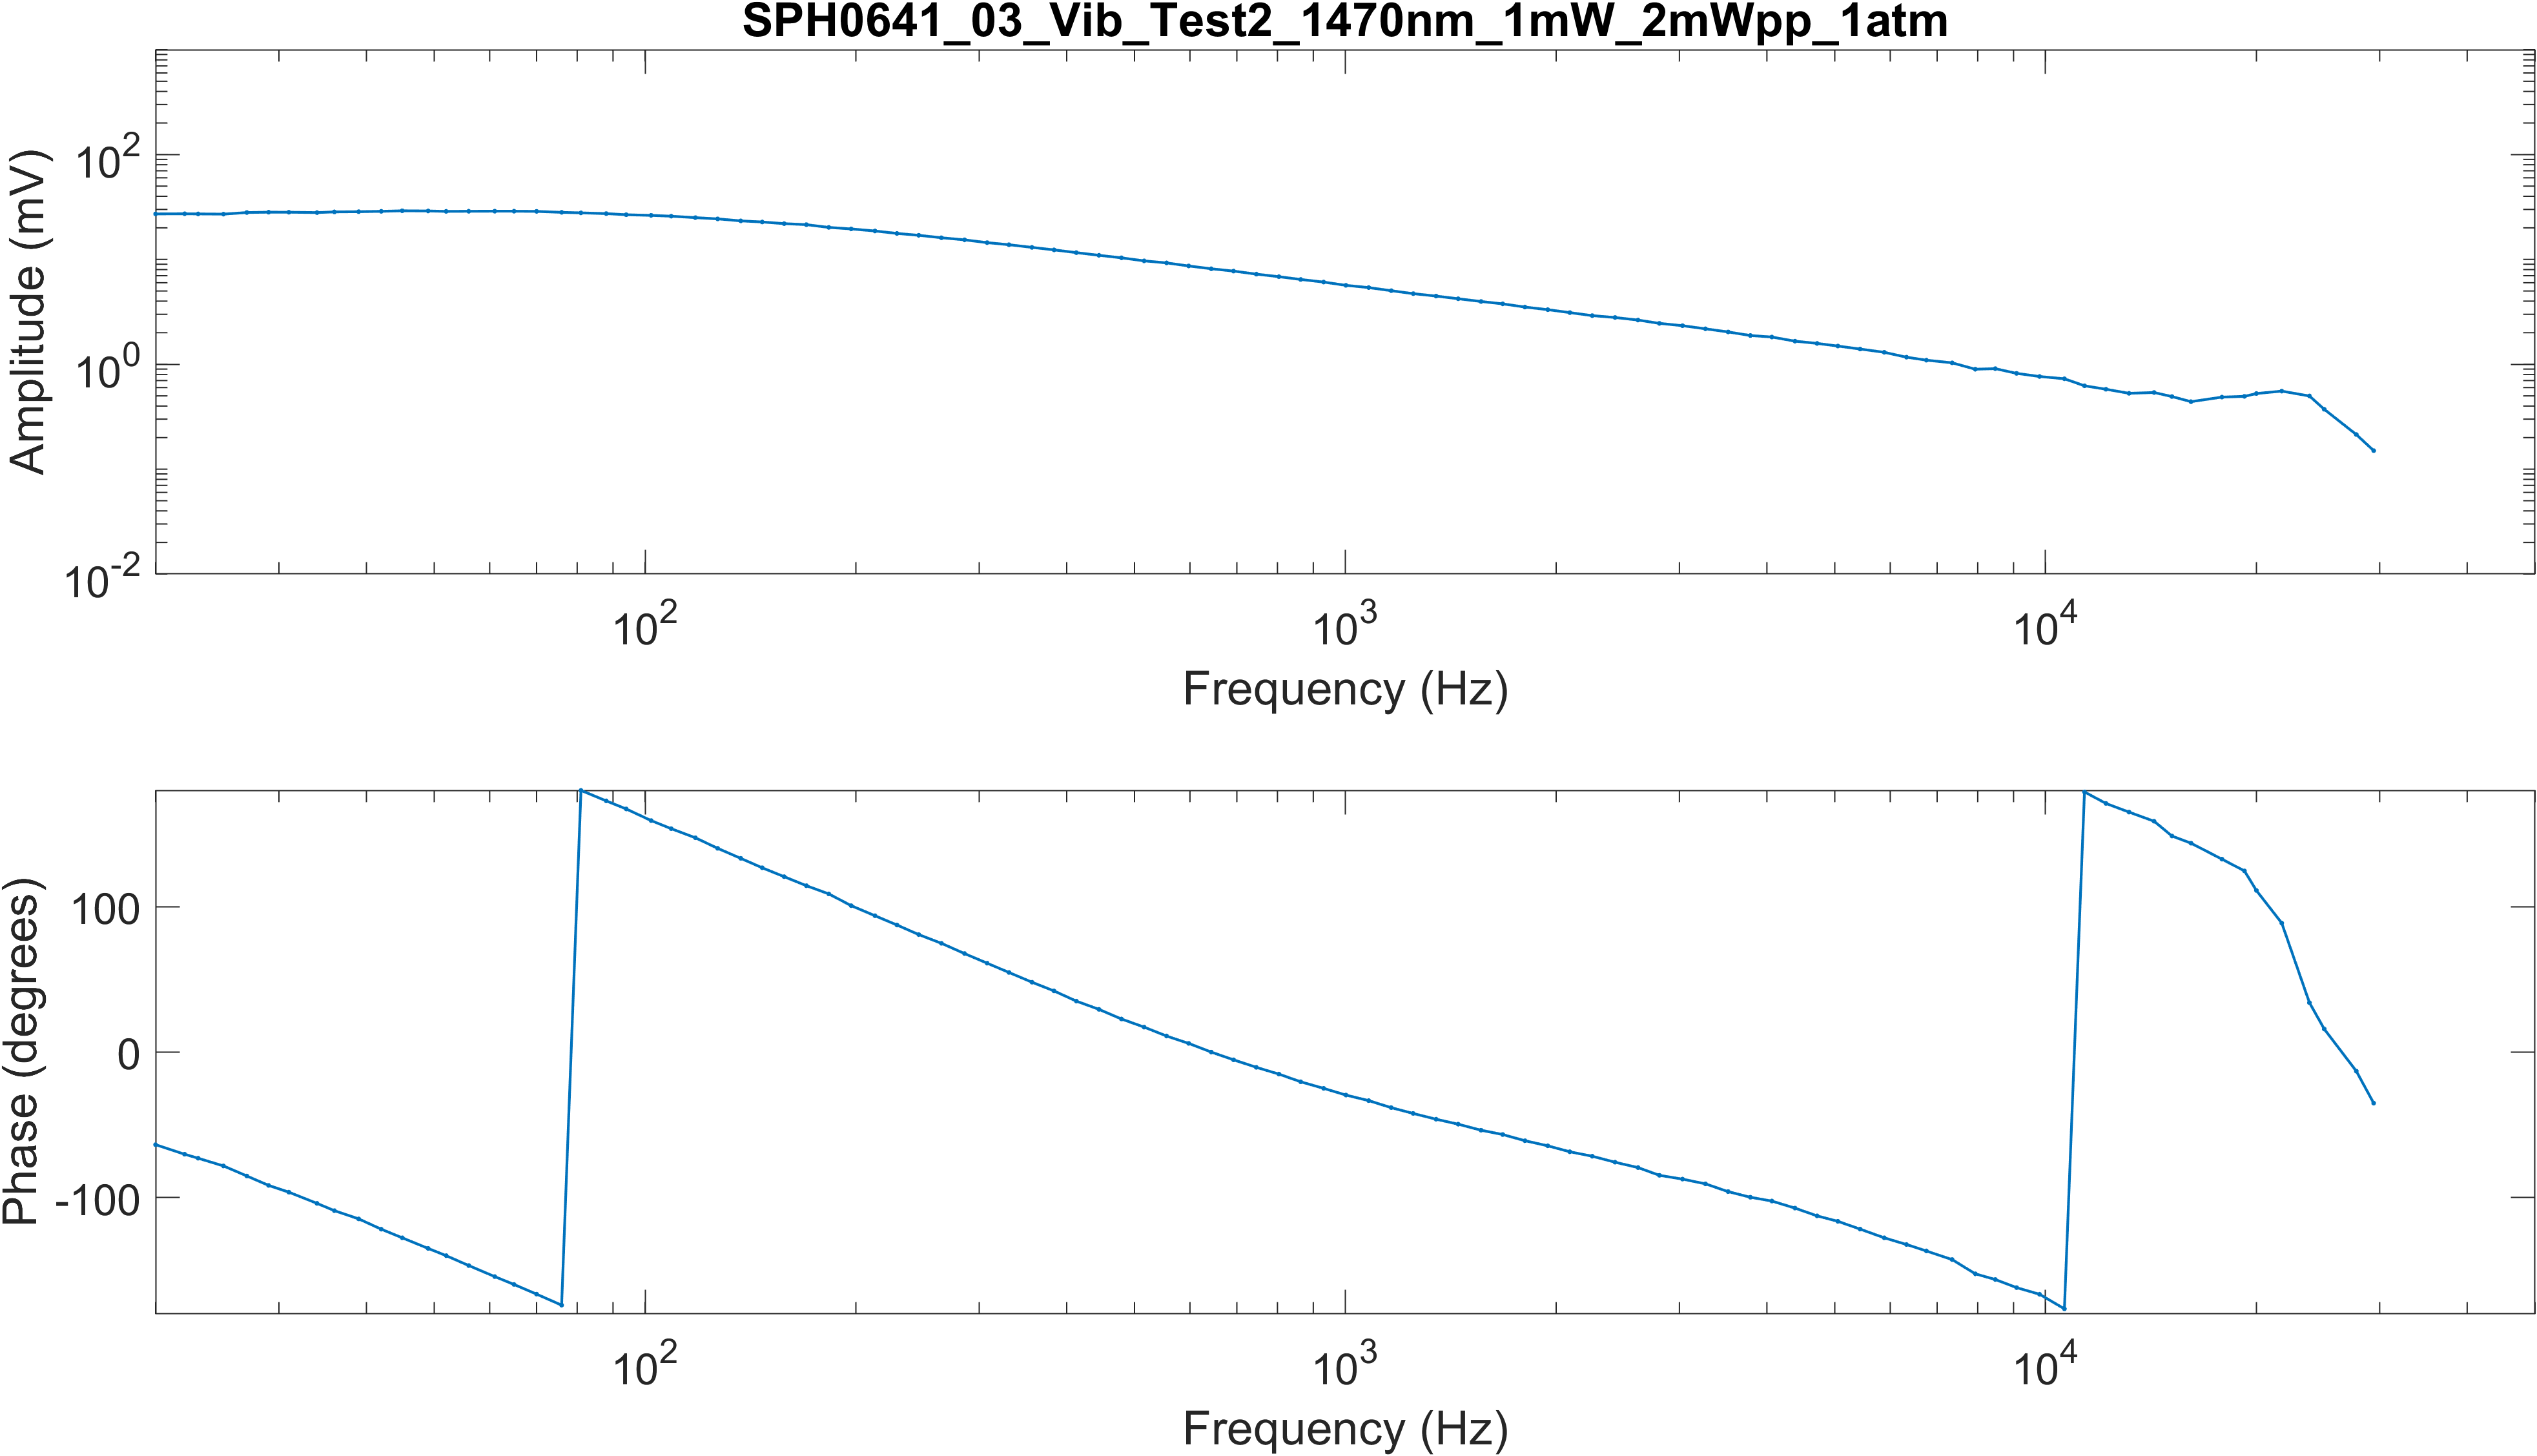 SPH0641_03_Vib_Test2_1470nm_1mW_2mWpp_1atm
Amplitude (mV)
10^2
10^0
10^-2
10^2
10^3
10^4
Frequency (Hz)
Phase (degrees)
100
0
-100
10^2
10^3
10^4
Frequency (Hz)